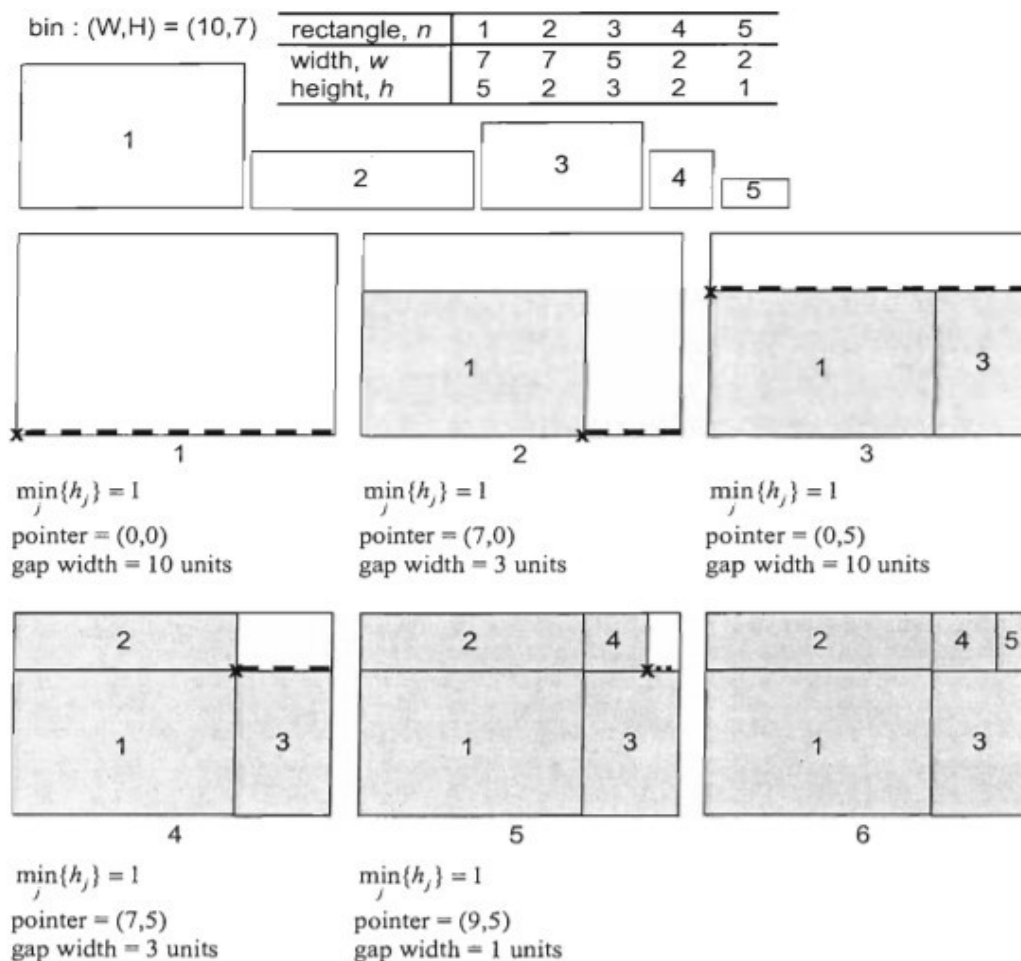 bin : (W,H) = (10,7)
rectangle, n 1 2 3 4 5
width, w 7 7 5 2 2
height, h 5 2 3 2 1
1
2
3
4
5
1
1
3
1
2
3
min{h_j} = 1
j
pointer = (0,0)
gap width = 10 units
min{h_j} = 1
j
pointer = (7,0)
gap width = 3 units
min{h_j} = 1
j
pointer = (0,5)
gap width = 10 units
2
1
3
2
4
1
3
2
4
5
1
3
4
5
6
min{h_j} = 1
j
pointer = (7,5)
gap width = 3 units
min{h_j} = 1
j
pointer = (9,5)
gap width = 1 units